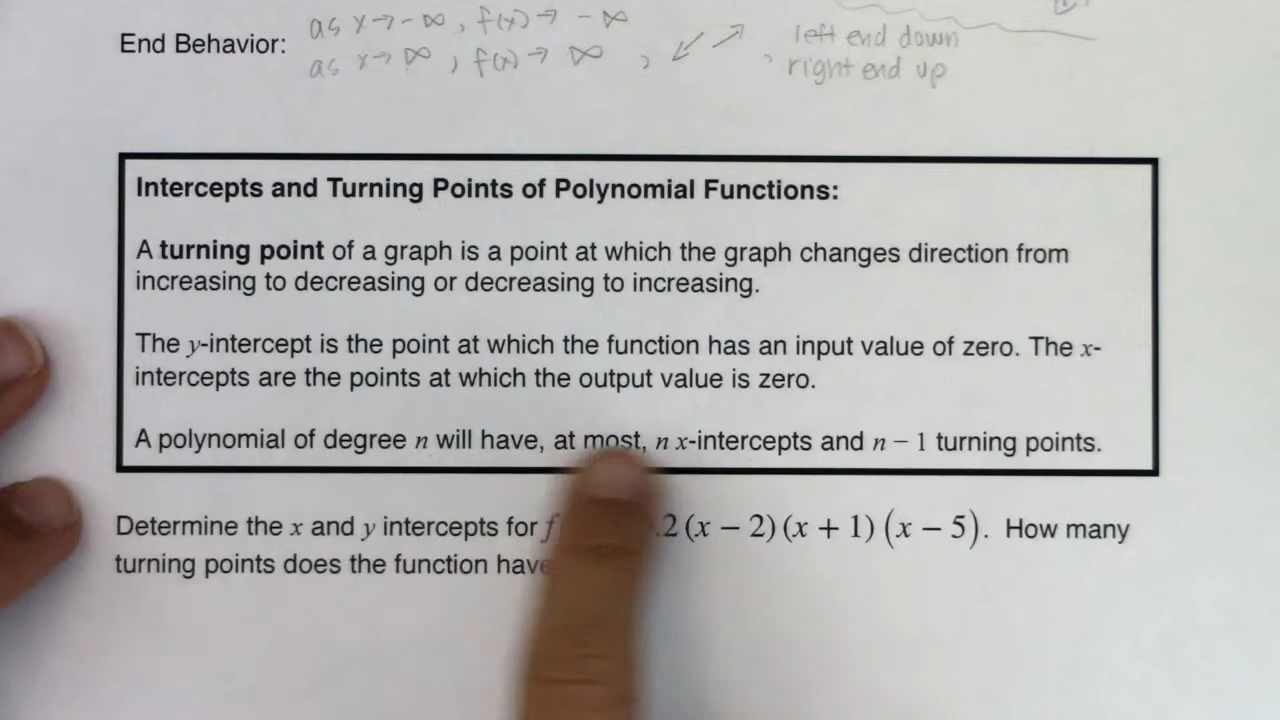 as x→-∞, f(x)→ -∞
End Behavior:
as x→∞, f(x)→ ∞, ↙↗, left end down
right end up
Intercepts and Turning Points of Polynomial Functions:
A turning point of a graph is a point at which the graph changes direction from
increasing to decreasing or decreasing to increasing.
The y-intercept is the point at which the function has an input value of zero. The x-
intercepts are the points at which the output value is zero.
A polynomial of degree n will have, at most, n x-intercepts and n − 1 turning points.
Determine the x and y intercepts for f .2(x − 2)(x + 1)(x − 5). How many
turning points does the function have